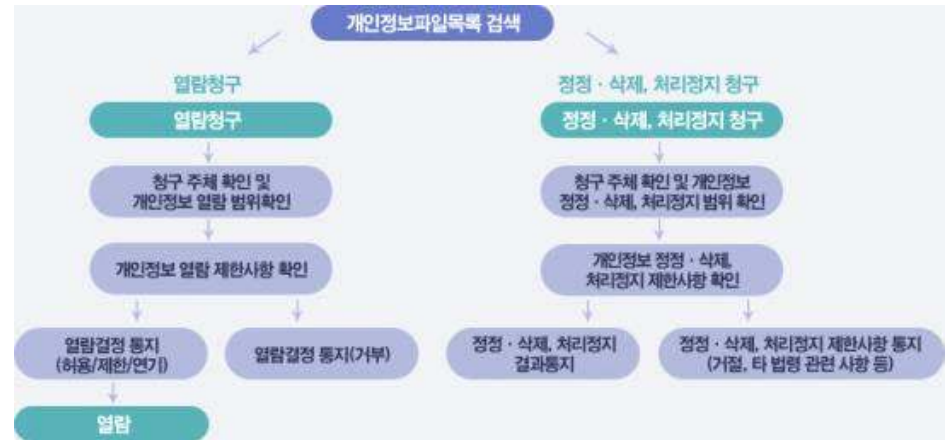 개인정보파일목록 검색
열람청구
열람청구
청구 주체 확인 및
개인정보 열람 범위확인
개인정보 열람 제한사항 확인
열람결정 통지
(허용/제한/연기)
열람결정 통지(거부)
열람
정정 · 삭제, 처리정지 청구
정정 · 삭제, 처리정지 청구
청구 주체 확인 및 개인정보
정정 · 삭제, 처리정지 범위 확인
개인정보 정정 · 삭제,
처리정지 제한사항 확인
정정 · 삭제, 처리정지
결과통지
정정 · 삭제, 처리정지 제한사항 통지
(거절, 타 법령 관련 사항 등)